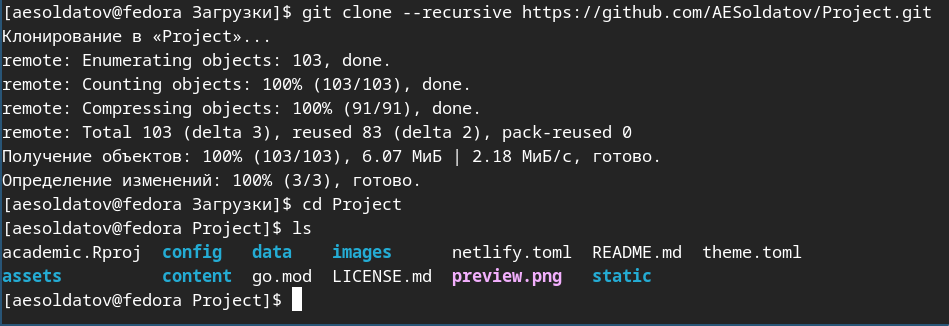 [aesoldatov@fedora Загрузки]$ git clone --recursive https://github.com/AESoldatov/Project.git
Клонирование в «Project»...
remote: Enumerating objects: 103, done.
remote: Counting objects: 100% (103/103), done.
remote: Compressing objects: 100% (91/91), done.
remote: Total 103 (delta 3), reused 83 (delta 2), pack-reused 0
Получение объектов: 100% (103/103), 6.07 МиБ | 2.18 МиБ/с, готово.
Определение изменений: 100% (3/3), готово.
[aesoldatov@fedora Загрузки]$ cd Project
[aesoldatov@fedora Project]$ ls
academic.Rproj  config   data    images      netlify.toml  README.md  theme.toml
assets          content  go.mod  LICENSE.md  preview.png   static
[aesoldatov@fedora Project]$